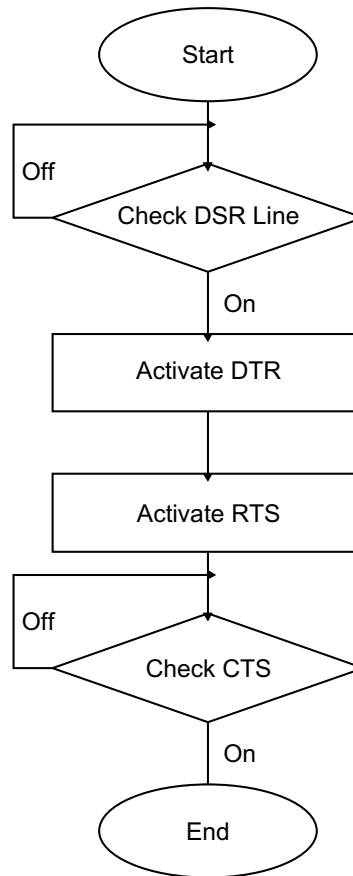 Start
Off
Check DSR Line
On
Activate DTR
Activate RTS
Off
Check CTS
On
End